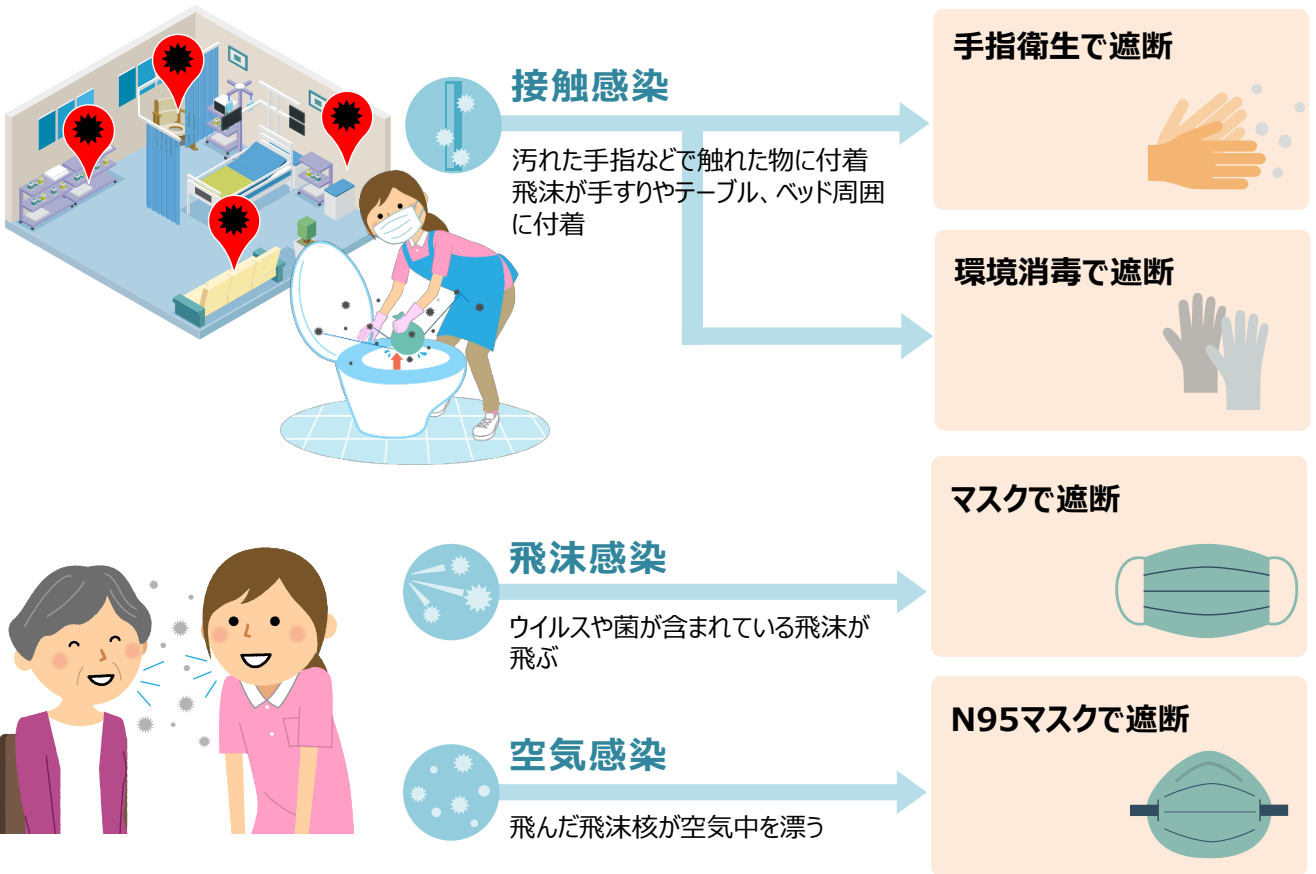 接触感染
汚れた手指などで触れた物に付着
飛沫が手すりやテーブル、ベッド周囲
に付着
手指衛生で遮断
環境消毒で遮断
飛沫感染
ウイルスや菌が含まれている飛沫が
飛ぶ
マスクで遮断
空気感染
飛んだ飛沫核が空気中を漂う
N95マスクで遮断